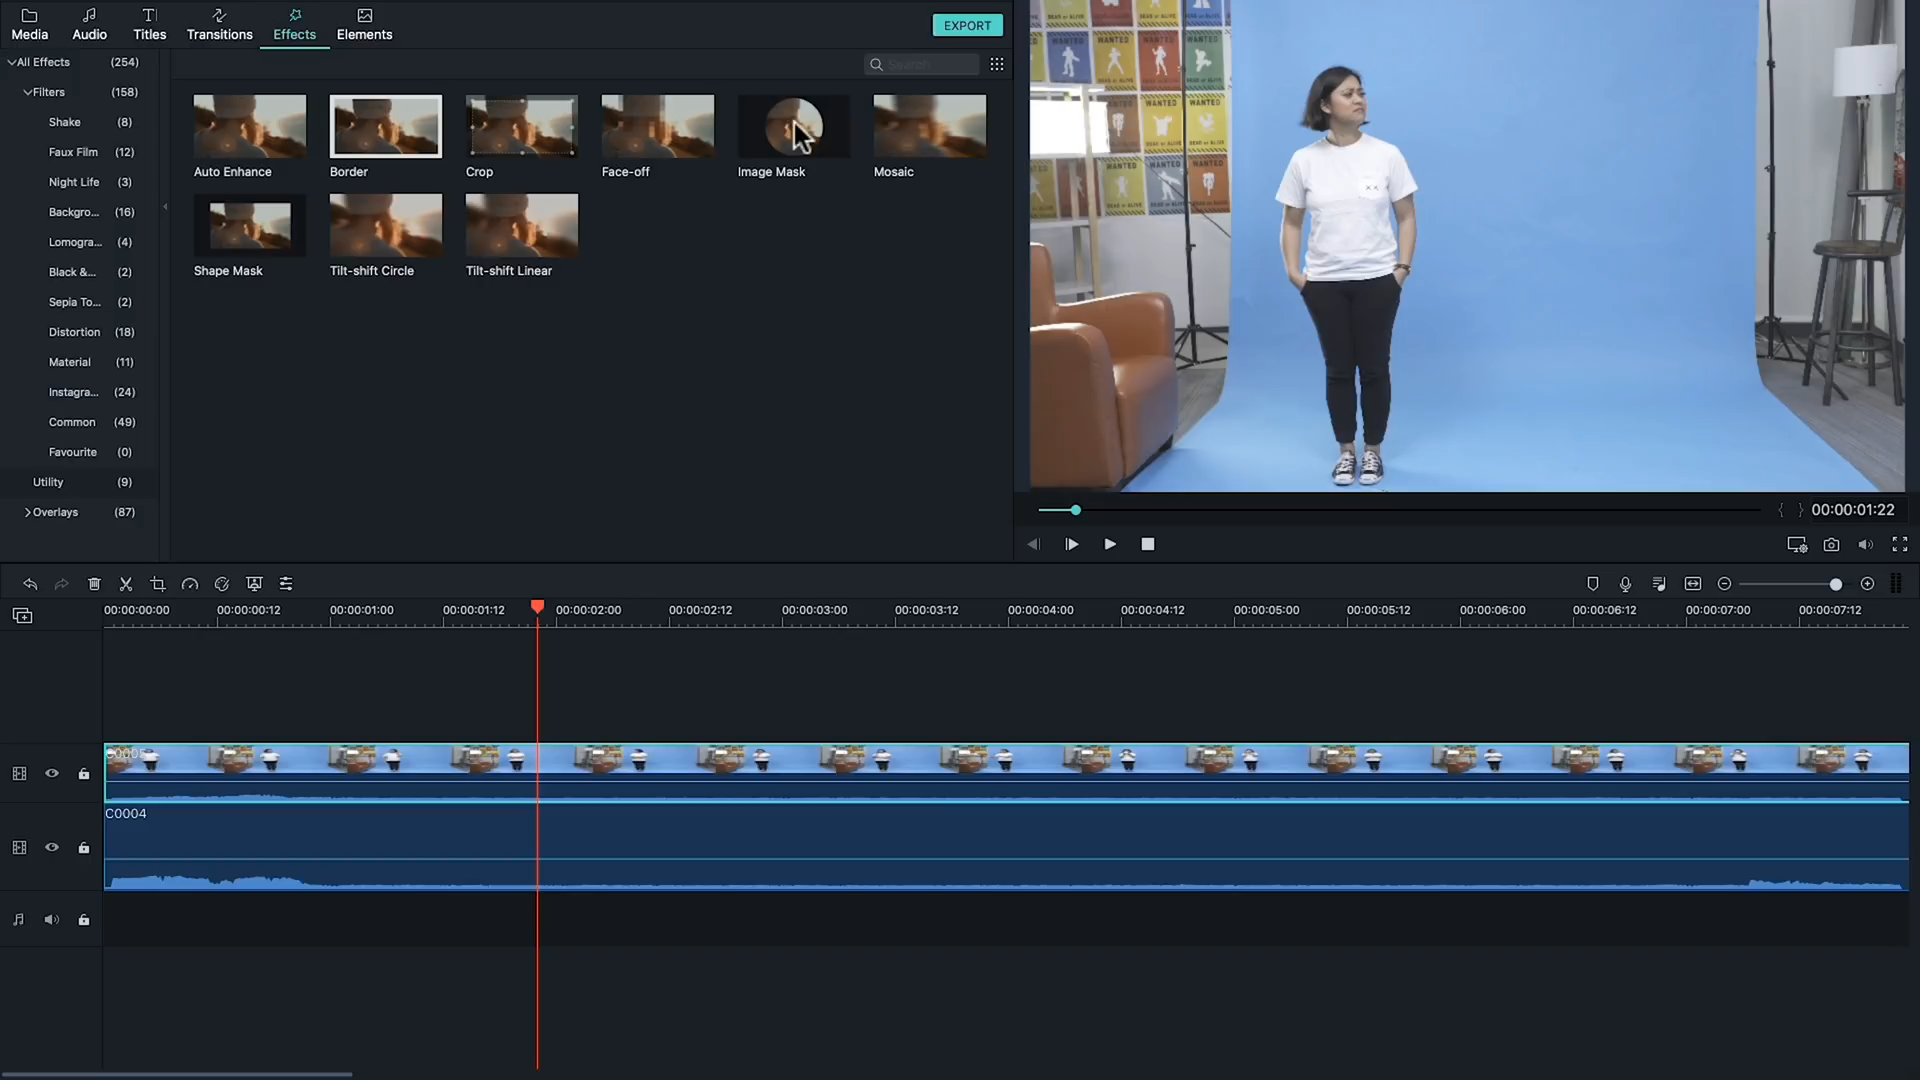 Media
Audio
Titles
Transitions
Effects
Elements
EXPORT
All Effects (254)
Filters (158)
Shake (8)
Faux Film (12)
Night Life (3)
Backgro... (16)
Lomogra... (4)
Black &... (2)
Sepia To... (2)
Distortion (18)
Material (11)
Instagra... (24)
Common (49)
Favourite (0)
Utility (9)
Overlays (87)
Search
Auto Enhance
Border
Crop
Face-off
Image Mask
Mosaic
Shape Mask
Tilt-shift Circle
Tilt-shift Linear
WANTED WANTED WANTED
DEAD or ALIVE
00:00:01:22
00:00:00:00 00:00:00:12 00:00:01:00 00:00:01:12 00:00:02:00 00:00:02:12 00:00:03:00 00:00:03:12 00:00:04:00 00:00:04:12 00:00:05:00 00:00:05:12 00:00:06:00 00:00:06:12 00:00:07:00 00:00:07:12
C0004